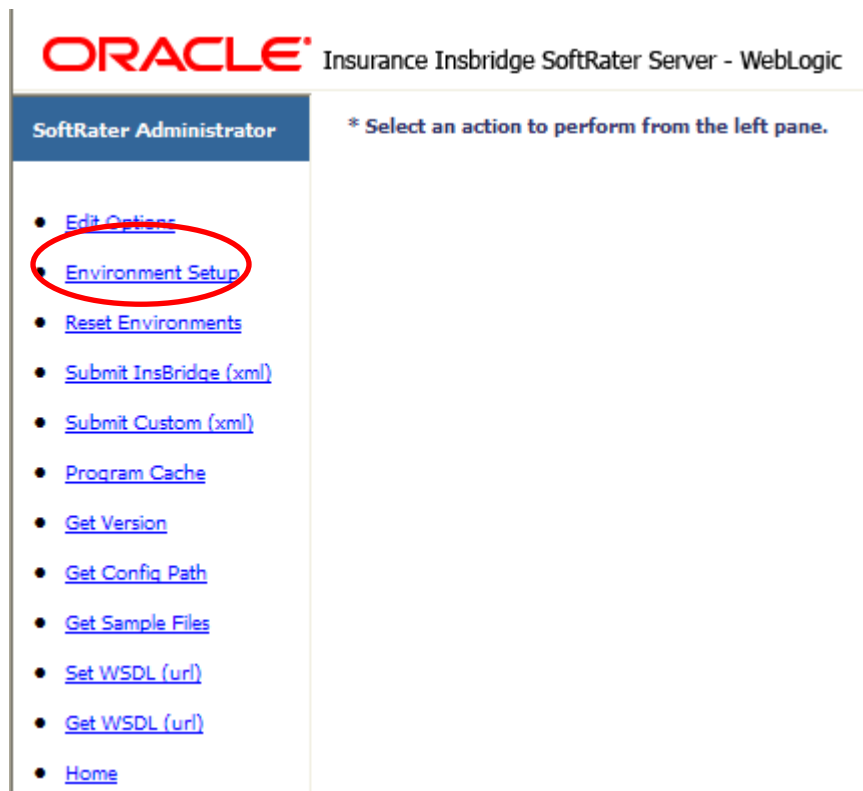 ORACLE Insurance Insbridge SoftRater Server - WebLogic
SoftRater Administrator
* Select an action to perform from the left pane.
Edit Options
Environment Setup
Reset Environments
Submit InsBridge (xml)
Submit Custom (xml)
Program Cache
Get Version
Get Config Path
Get Sample Files
Set WSDL (url)
Get WSDL (url)
Home